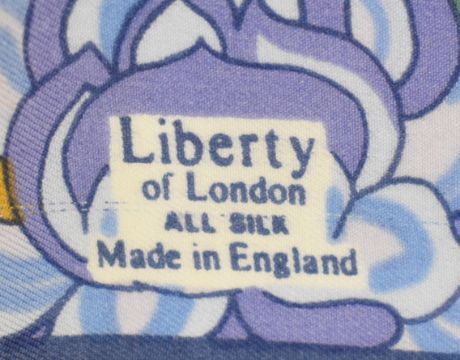 Liberty
of London
ALL SILK
Made in England